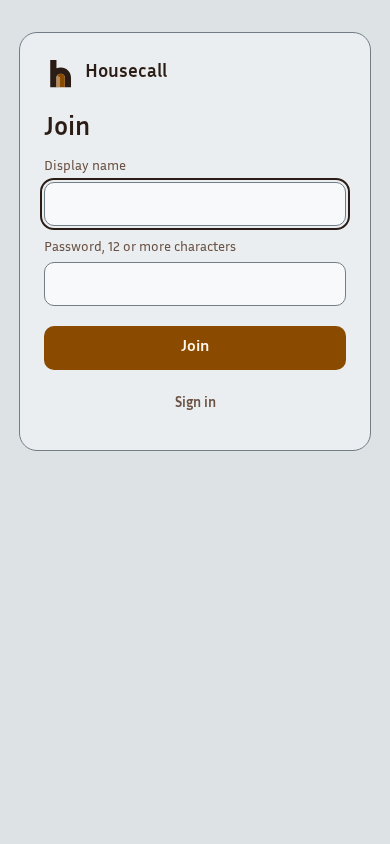 Housecall
Join
Display name
Password, 12 or more characters
Join
Sign in